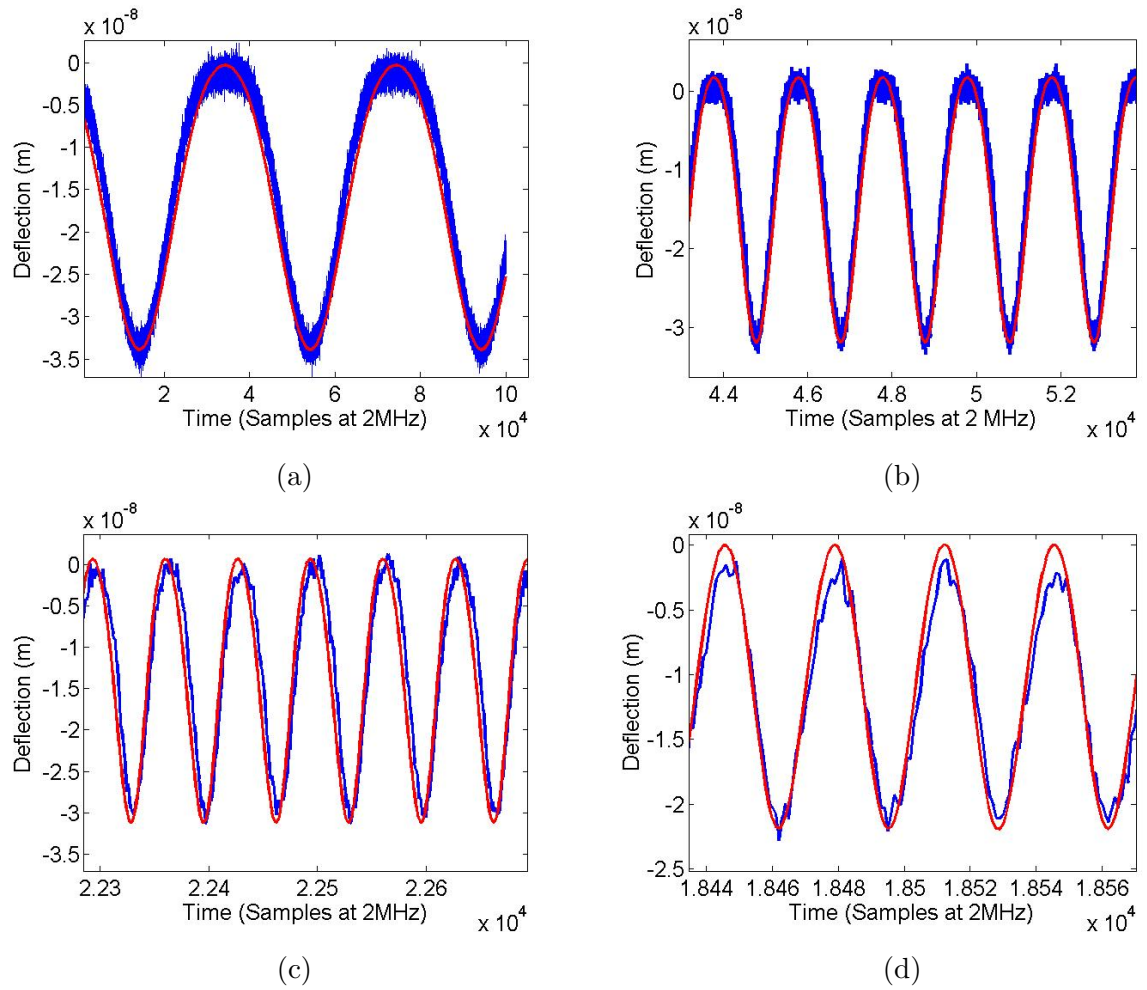 x 10⁻⁸
0
-0.5
-1
-1.5
-2
-2.5
-3
-3.5
Deflection (m)
2 4 6 8 10
Time (Samples at 2MHz)
x 10⁴
(a)
x 10⁻⁸
0
-1
-2
-3
Deflection (m)
4.4 4.6 4.8 5 5.2
Time (Samples at 2 MHz)
x 10⁴
(b)
x 10⁻⁸
0
-0.5
-1
-1.5
-2
-2.5
-3
-3.5
Deflection (m)
2.23 2.24 2.25 2.26
Time (Samples at 2MHz)
x 10⁴
(c)
x 10⁻⁸
0
-0.5
-1
-1.5
-2
-2.5
Deflection (m)
1.844 1.846 1.848 1.85 1.852 1.854 1.856
Time (Samples at 2MHz)
x 10⁴
(d)